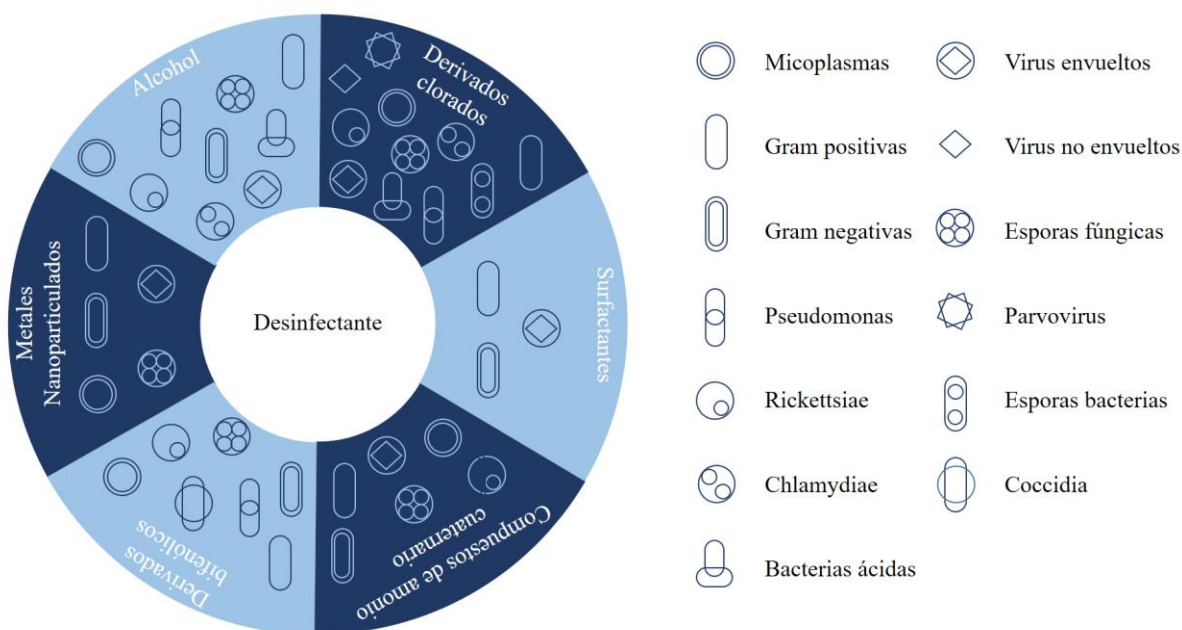 Alcohol
Derivados
clorados
Metales
Nanoparticulados
Desinfectante
Surfactantes
Derivados
bifenólicos
Compuestos de amonio
cuaternario
Micoplasmas
Virus envueltos
Gram positivas
Virus no envueltos
Gram negativas
Esporas fúngicas
Pseudomonas
Parvovirus
Rickettsiae
Esporas bacterias
Chlamydiae
Coccidia
Bacterias ácidas